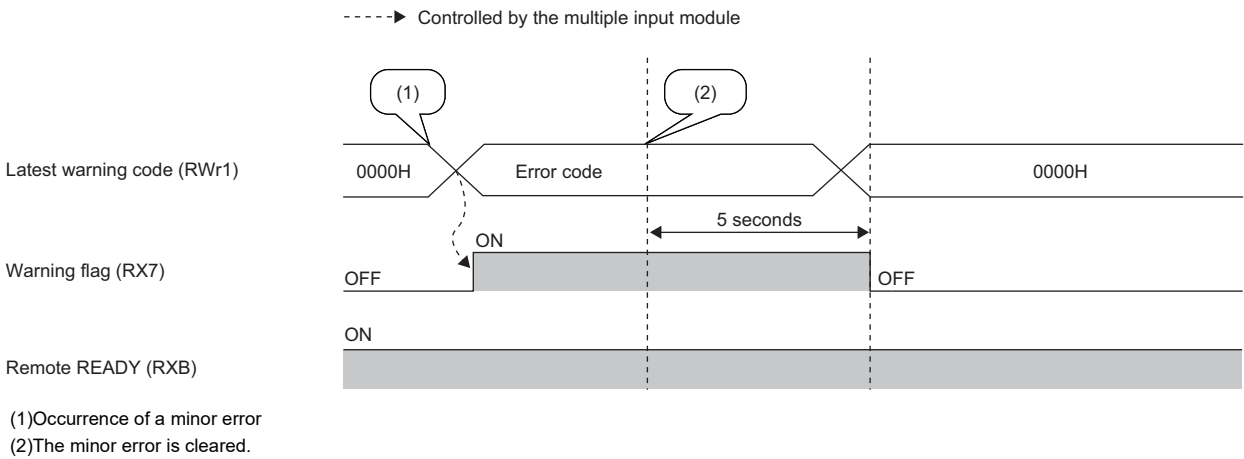 Controlled by the multiple input module
(1)
(2)
Latest warning code (RWr1)
0000H
Error code
0000H
5 seconds
ON
Warning flag (RX7)
OFF
OFF
ON
Remote READY (RXB)
(1)Occurrence of a minor error
(2)The minor error is cleared.